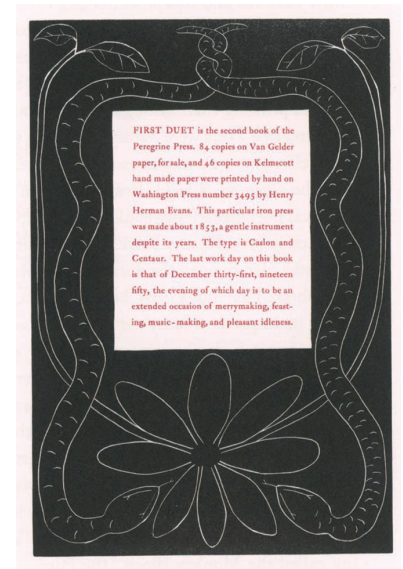 FIRST DUET is the second book of the
Peregrine Press. 84 copies on Van Gelder
paper, for sale, and 46 copies on Kelmscott
hand made paper were printed by hand on
Washington Press number 3495 by Henry
Herman Evans. This particular iron press
was made about 1853, a gentle instrument
despite its years. The type is Caslon and
Centaur. The last work day on this book
is that of December thirty-first, nineteen
fifty, the evening of which day is to be an
extended occasion of merrymaking, feast-
ing, music-making, and pleasant idleness.